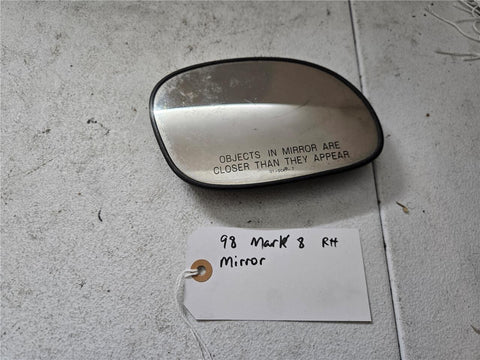 OBJECTS IN MIRROR ARE
CLOSER THAN THEY APPEAR
98 Mark 8 RH
Mirror